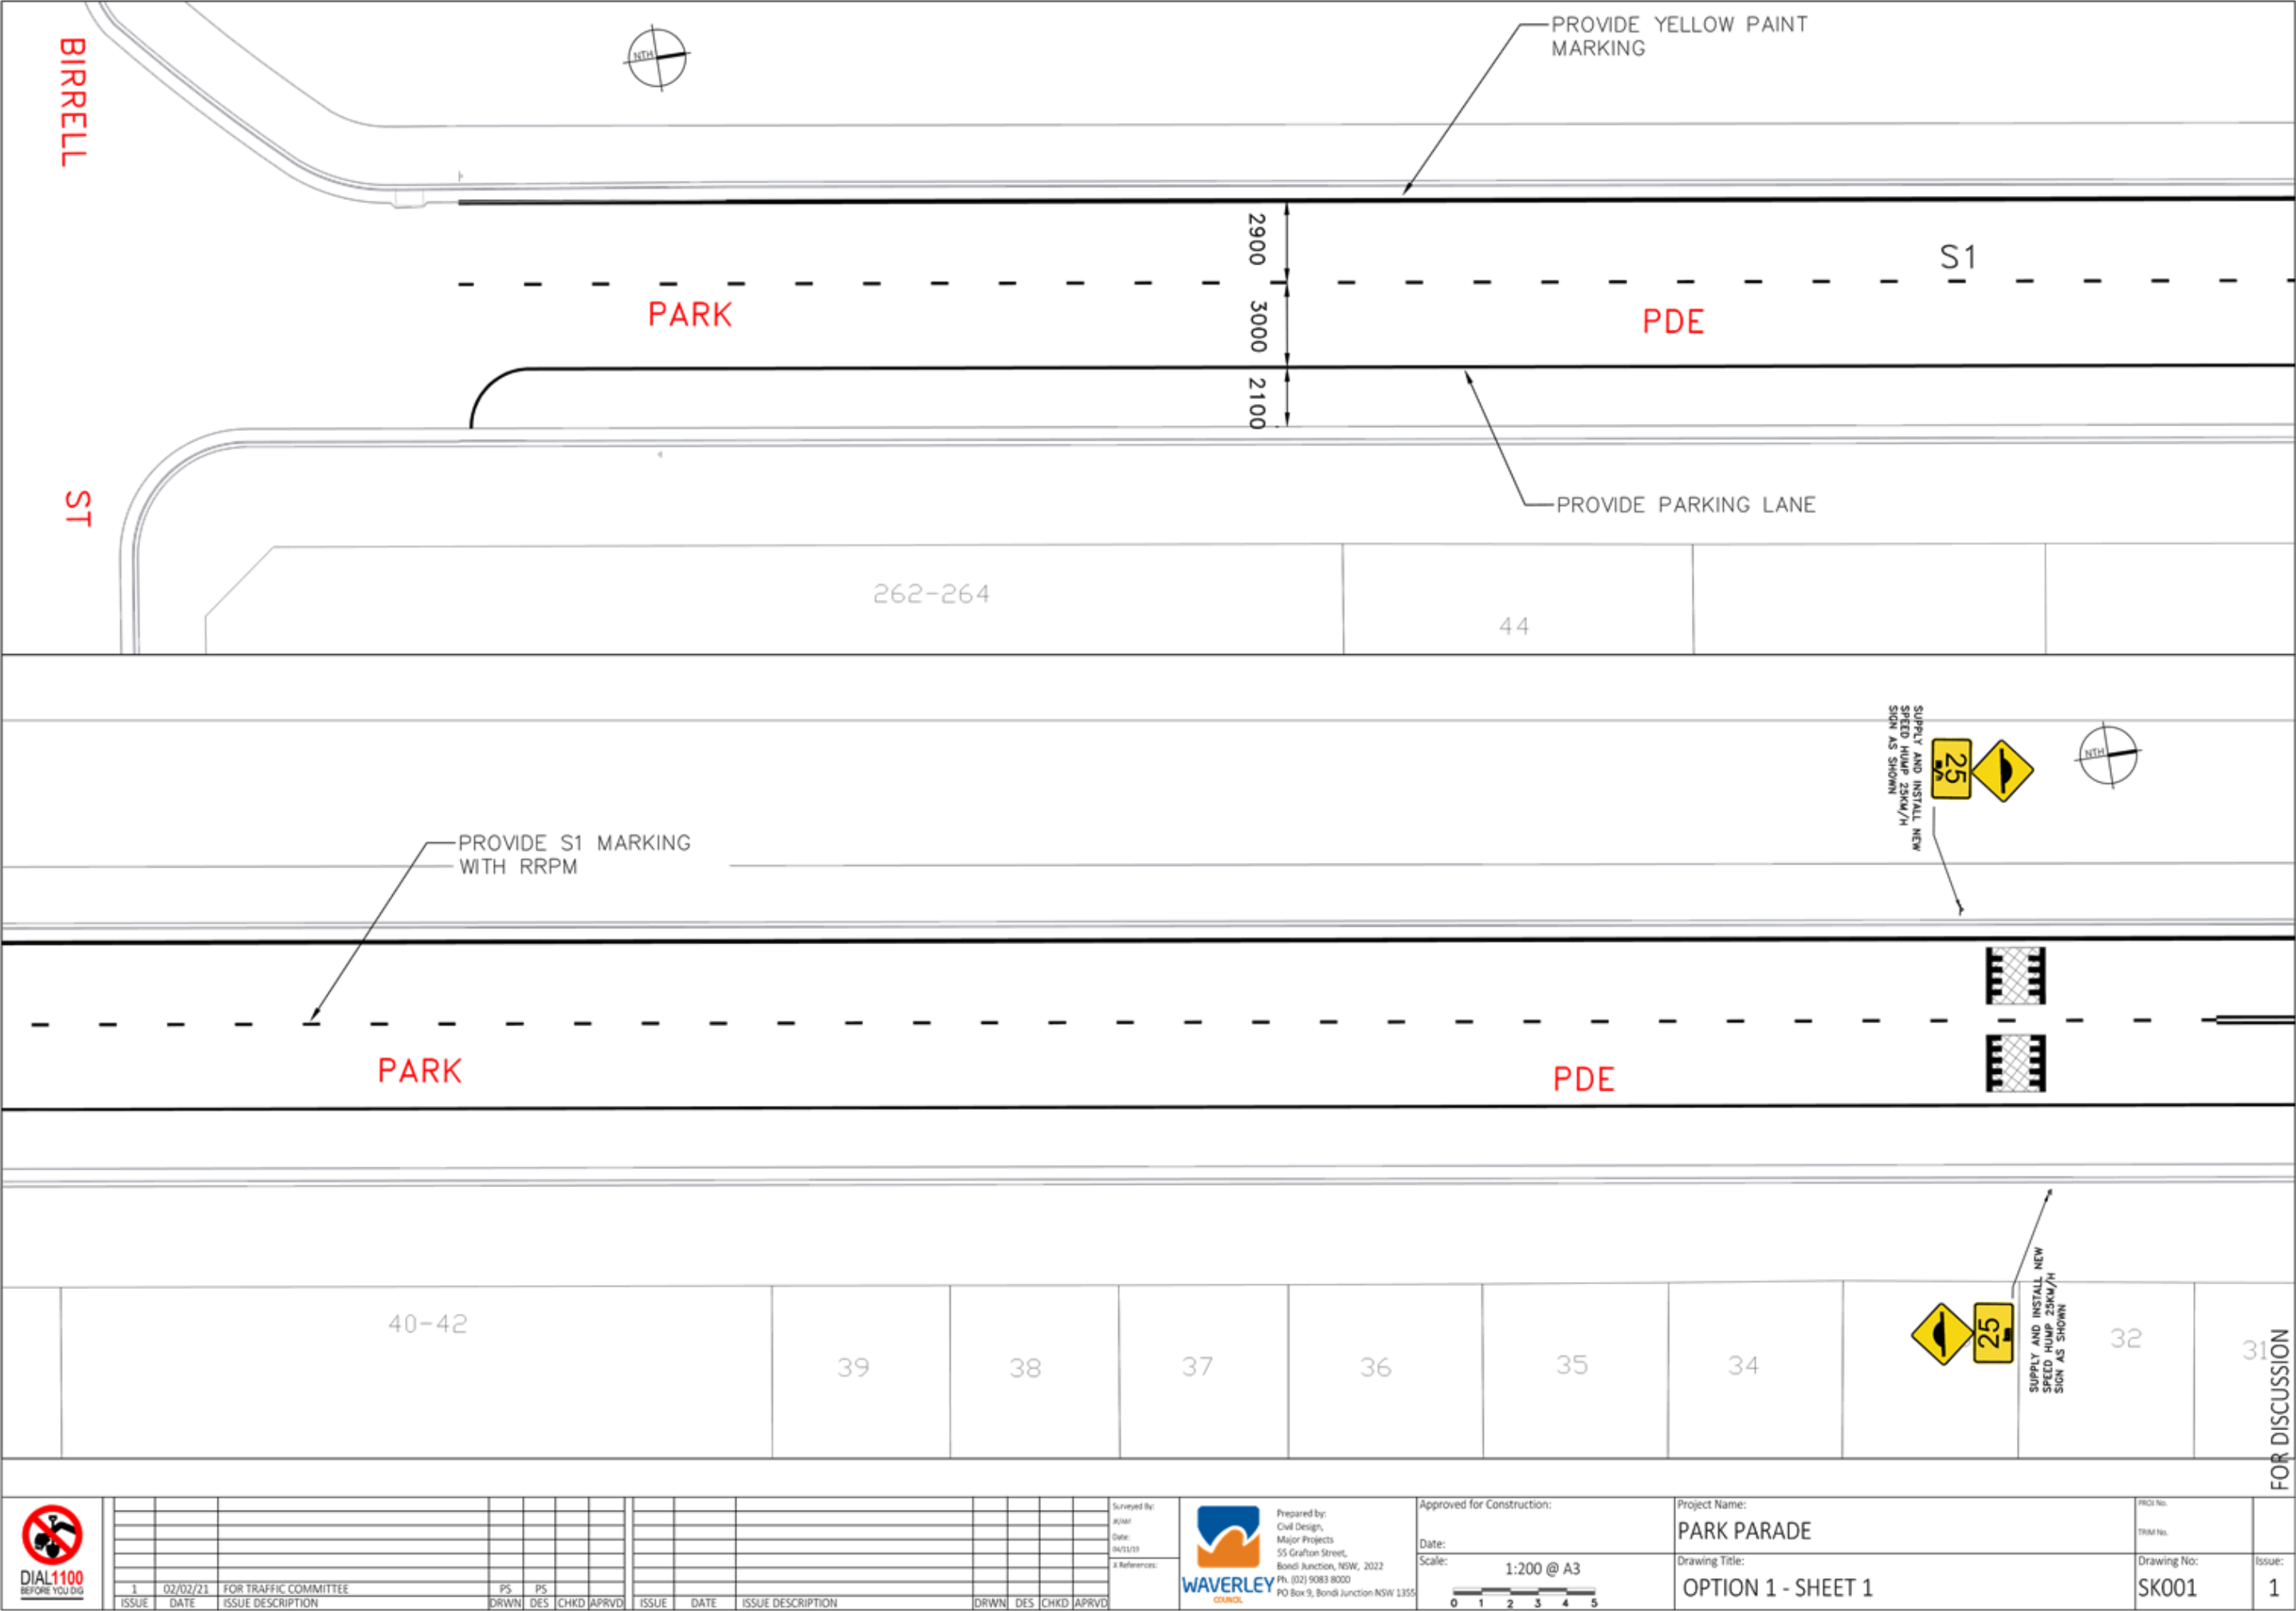 BIRRELL
NTH
PROVIDE YELLOW PAINT
MARKING
2900
S1
PARK
3000
PDE
2100
ST
PROVIDE PARKING LANE
262-264
44
SUPPLY AND INSTALL NEW
SPEED HUMP 25KM/H
SIGN AS SHOWN
25
km/h
NTH
PROVIDE S1 MARKING
WITH RRPM
PARK
PDE
40-42
39
38
37
36
35
34
25
SUPPLY AND INSTALL NEW
SPEED HUMP 25KM/H
SIGN AS SHOWN
32
31
FOR DISCUSSION
DIAL1100
BEFORE YOU DIG
1 02/02/21 FOR TRAFFIC COMMITTEE PS PS
ISSUE DATE ISSUE DESCRIPTION DRWN DES CHKD APRVD ISSUE DATE ISSUE DESCRIPTION DRWN DES CHKD APRVD
Surveyed By:
Date:
04/11/19
X References:
WAVERLEY
COUNCIL
Prepared by:
Civil Design,
Major Projects
55 Grafton Street,
Bondi Junction, NSW, 2022
Ph. (02) 9083 8000
PO Box 9, Bondi Junction NSW 1355
Approved for Construction:
Date:
Scale:
1:200 @ A3
0 1 2 3 4 5
Project Name:
PARK PARADE
Drawing Title:
OPTION 1 - SHEET 1
PROJ No.
TRIM No.
Drawing No:
SK001
Issue:
1